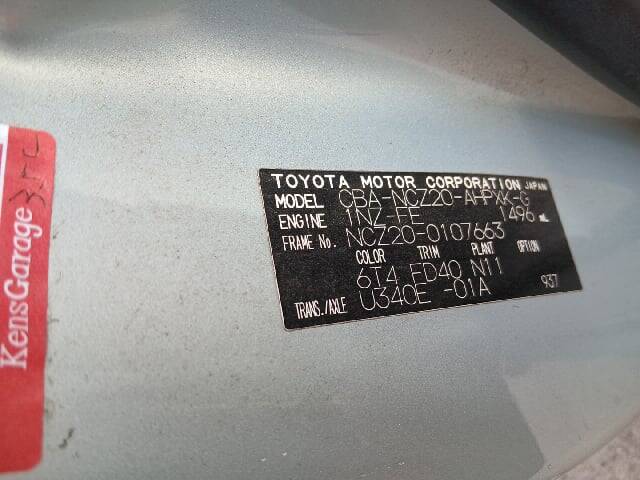 TOYOTA MOTOR CORPORATION JAPAN
MODEL CBA-NCZ20-AHPXK-G
ENGINE 1NZ-FE 1496 mL
FRAME No. NCZ20-0107663
COLOR TRIM PLANT OPTION
6T4 FD40 N11
TRANS./AXLE U340E -01A 937
KensGarage